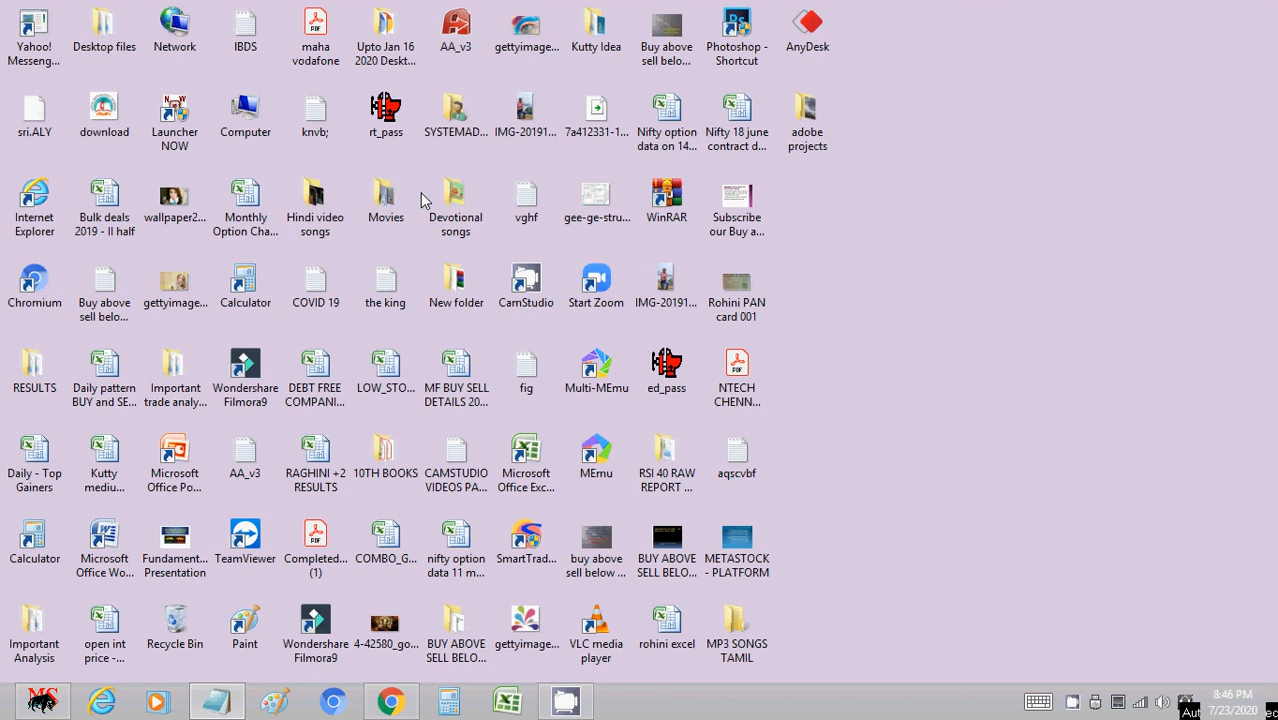 Yahoo! Messeng...
Desktop files
Network
IBDS
maha vodafone
Upto Jan 16 2020 Deskt...
AA_v3
gettyimage...
Kutty Idea
Buy above sell belo...
Photoshop - Shortcut
AnyDesk
sri.ALY
download
Launcher NOW
Computer
knvb;
rt_pass
SYSTEMAD...
IMG-20191...
7a412331-1...
Nifty option data on 14...
Nifty 18 june contract d...
adobe projects
Internet Explorer
Bulk deals 2019 - II half
wallpaper2...
Monthly Option Cha...
Hindi video songs
Movies
Devotional songs
vghf
gee-ge-stru...
WinRAR
Subscribe our Buy a...
Chromium
Buy above sell belo...
gettyimage...
Calculator
COVID 19
the king
New folder
CamStudio
Start Zoom
IMG-20191...
Rohini PAN card 001
RESULTS
Daily pattern BUY and SE...
Important trade analy...
Wondershare Filmora9
DEBT FREE COMPANI...
LOW_STO...
MF BUY SELL DETAILS 20...
fig
Multi-MEmu
ed_pass
NTECH CHENN...
Daily - Top Gainers
Kutty mediu...
Microsoft Office Po...
AA_v3
RAGHINI +2 RESULTS
10TH BOOKS
CAMSTUDIO VIDEOS PA...
Microsoft Office Exc...
MEmu
RSI 40 RAW REPORT ...
aqscvbf
Calculator
Microsoft Office Wo...
Fundament... Presentation
TeamViewer
Completed... (1)
COMBO_G...
nifty option data 11 m...
SmartTrad...
buy above sell below ...
BUY ABOVE SELL BELO...
METASTOCK - PLATFORM
Important Analysis
open int price -...
Recycle Bin
Paint
Wondershare Filmora9
4-42580_go...
BUY ABOVE SELL BELO...
gettyimage...
VLC media player
rohini excel
MP3 SONGS TAMIL
8:46 PM
7/23/2020